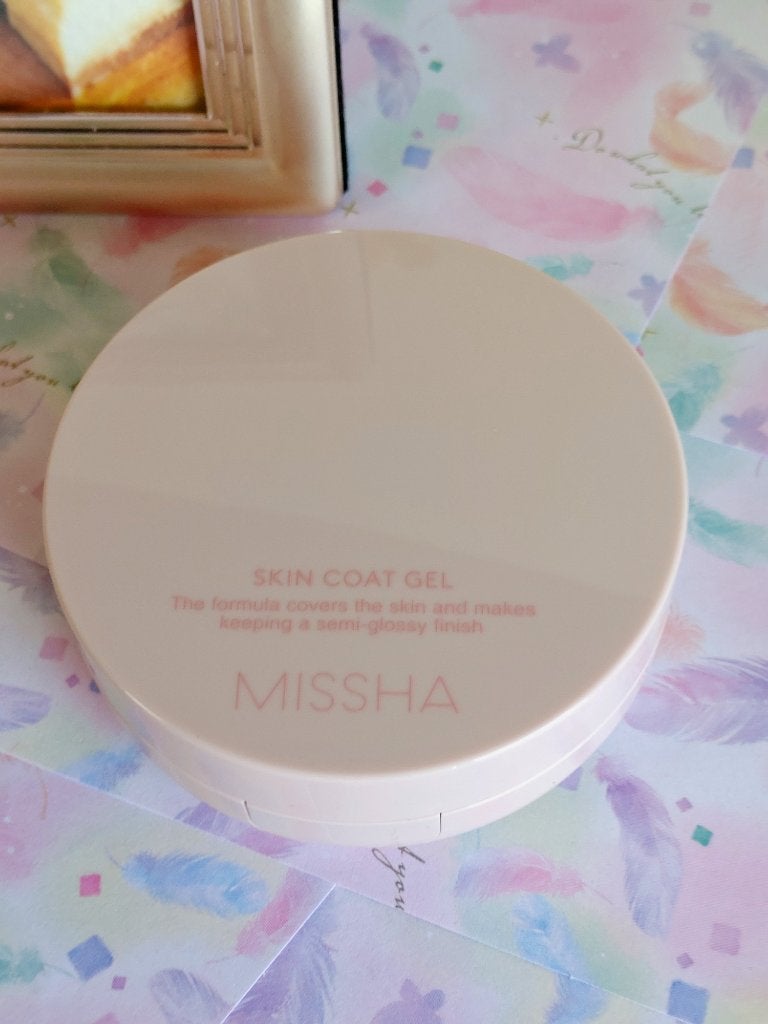 SKIN COAT GEL
The formula covers the skin and makes
keeping a semi-glossy finish
MISSHA